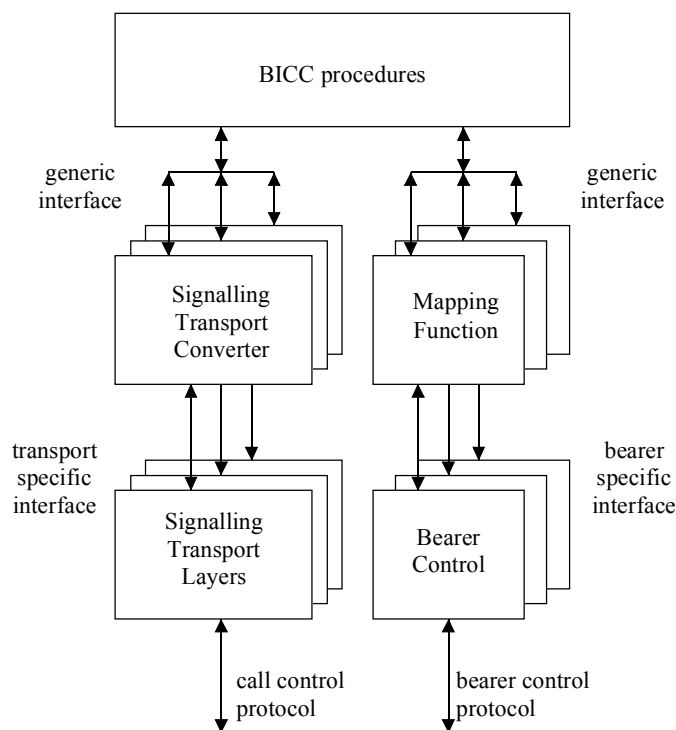 BICC procedures
generic
interface
generic
interface
Signalling
Transport
Converter
Mapping
Function
transport
specific
interface
bearer
specific
interface
Signalling
Transport
Layers
Bearer
Control
call control
protocol
bearer control
protocol